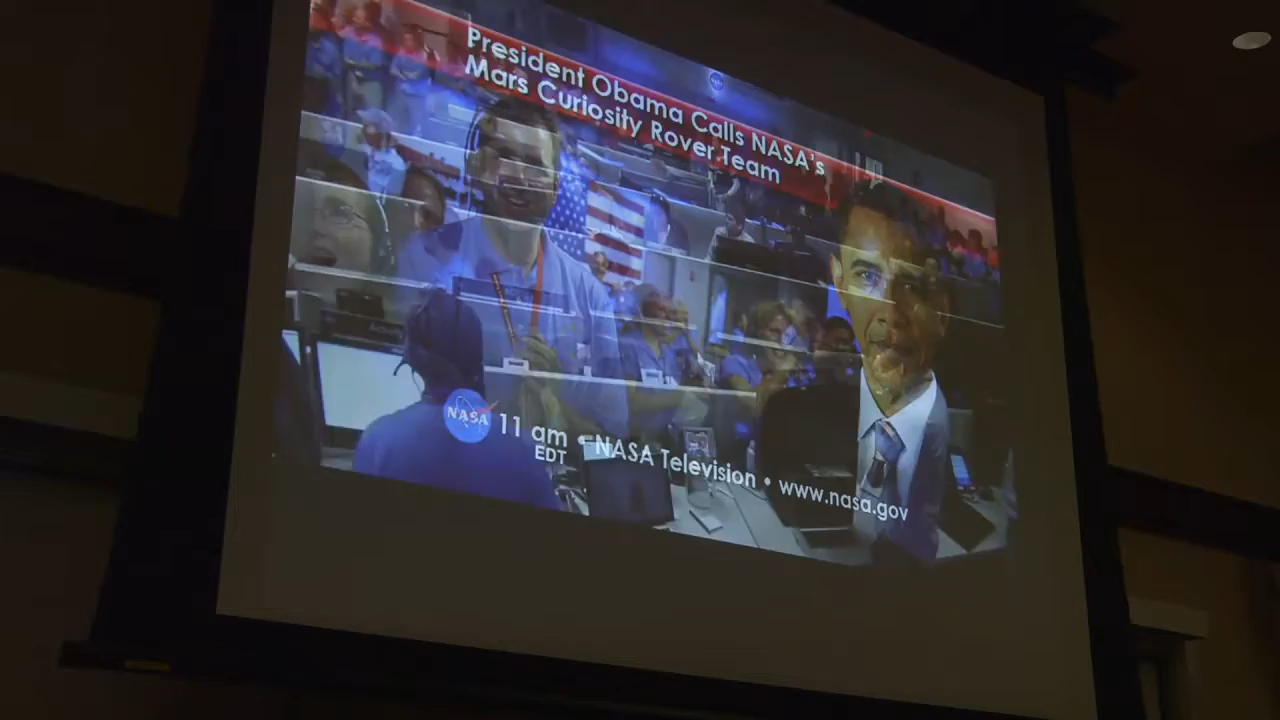 President Obama Calls NASA's
Mars Curiosity Rover Team
NASA
11 am • NASA Television • www.nasa.gov
EDT